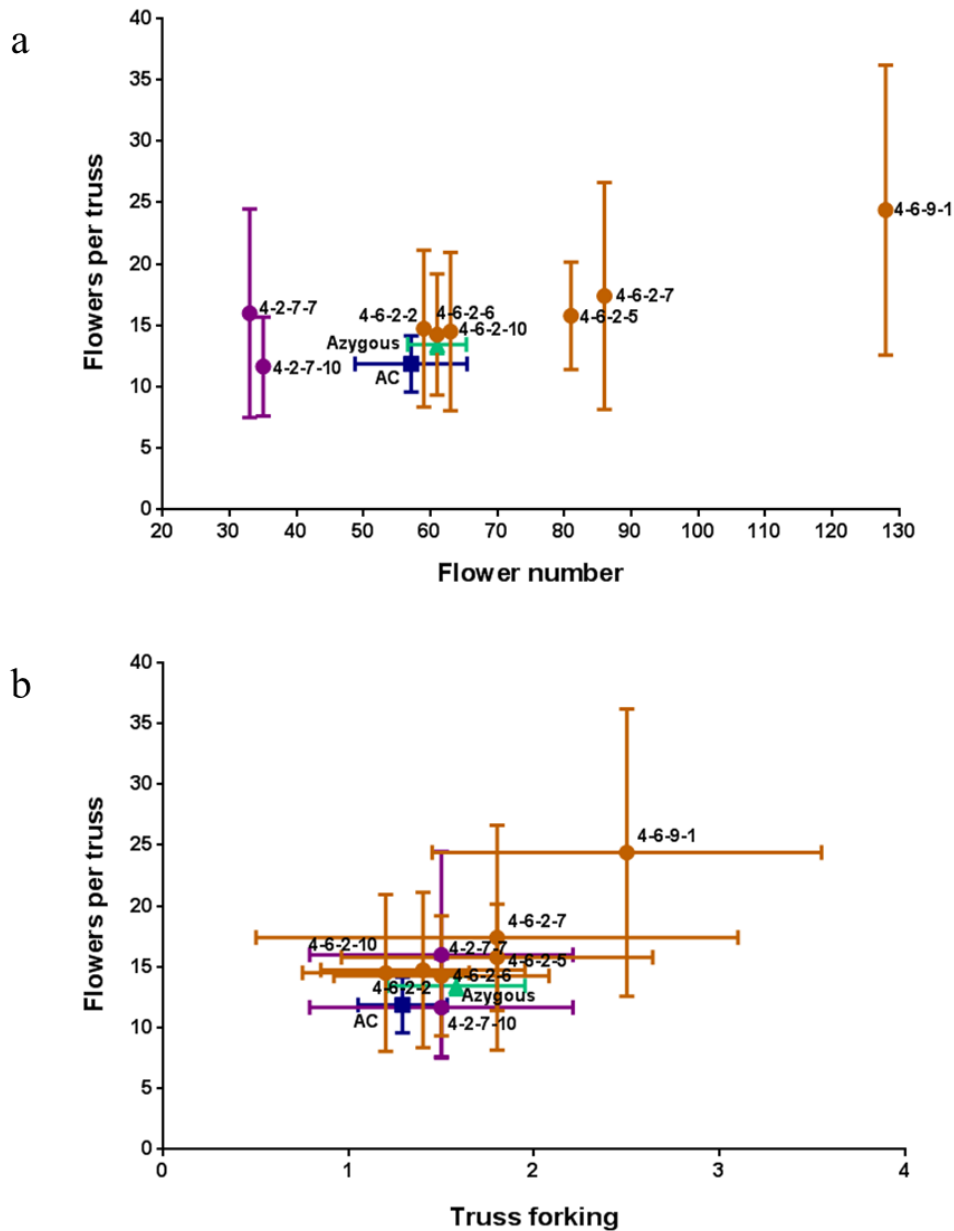 a
40
35
30
25
20
15
10
5
0
Flowers per truss
4-6-9-1
4-6-2-7
4-6-2-5
4-2-7-7
4-6-2-2
4-6-2-6
4-6-2-10
Azygous
AC
4-2-7-10
20 30 40 50 60 70 80 90 100 110 120 130
Flower number
b
40
35
30
25
20
15
10
5
0
Flowers per truss
4-6-9-1
4-6-2-7
4-6-2-10
4-2-7-7
4-6-2-5
4-6-2-6
4-6-2-2
Azygous
AC
4-2-7-10
0 1 2 3 4
Truss forking